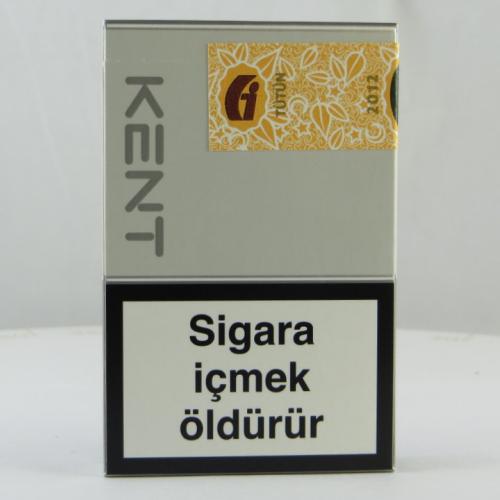 KENT
TÜTÜN
2012
Sigara
içmek
öldürür